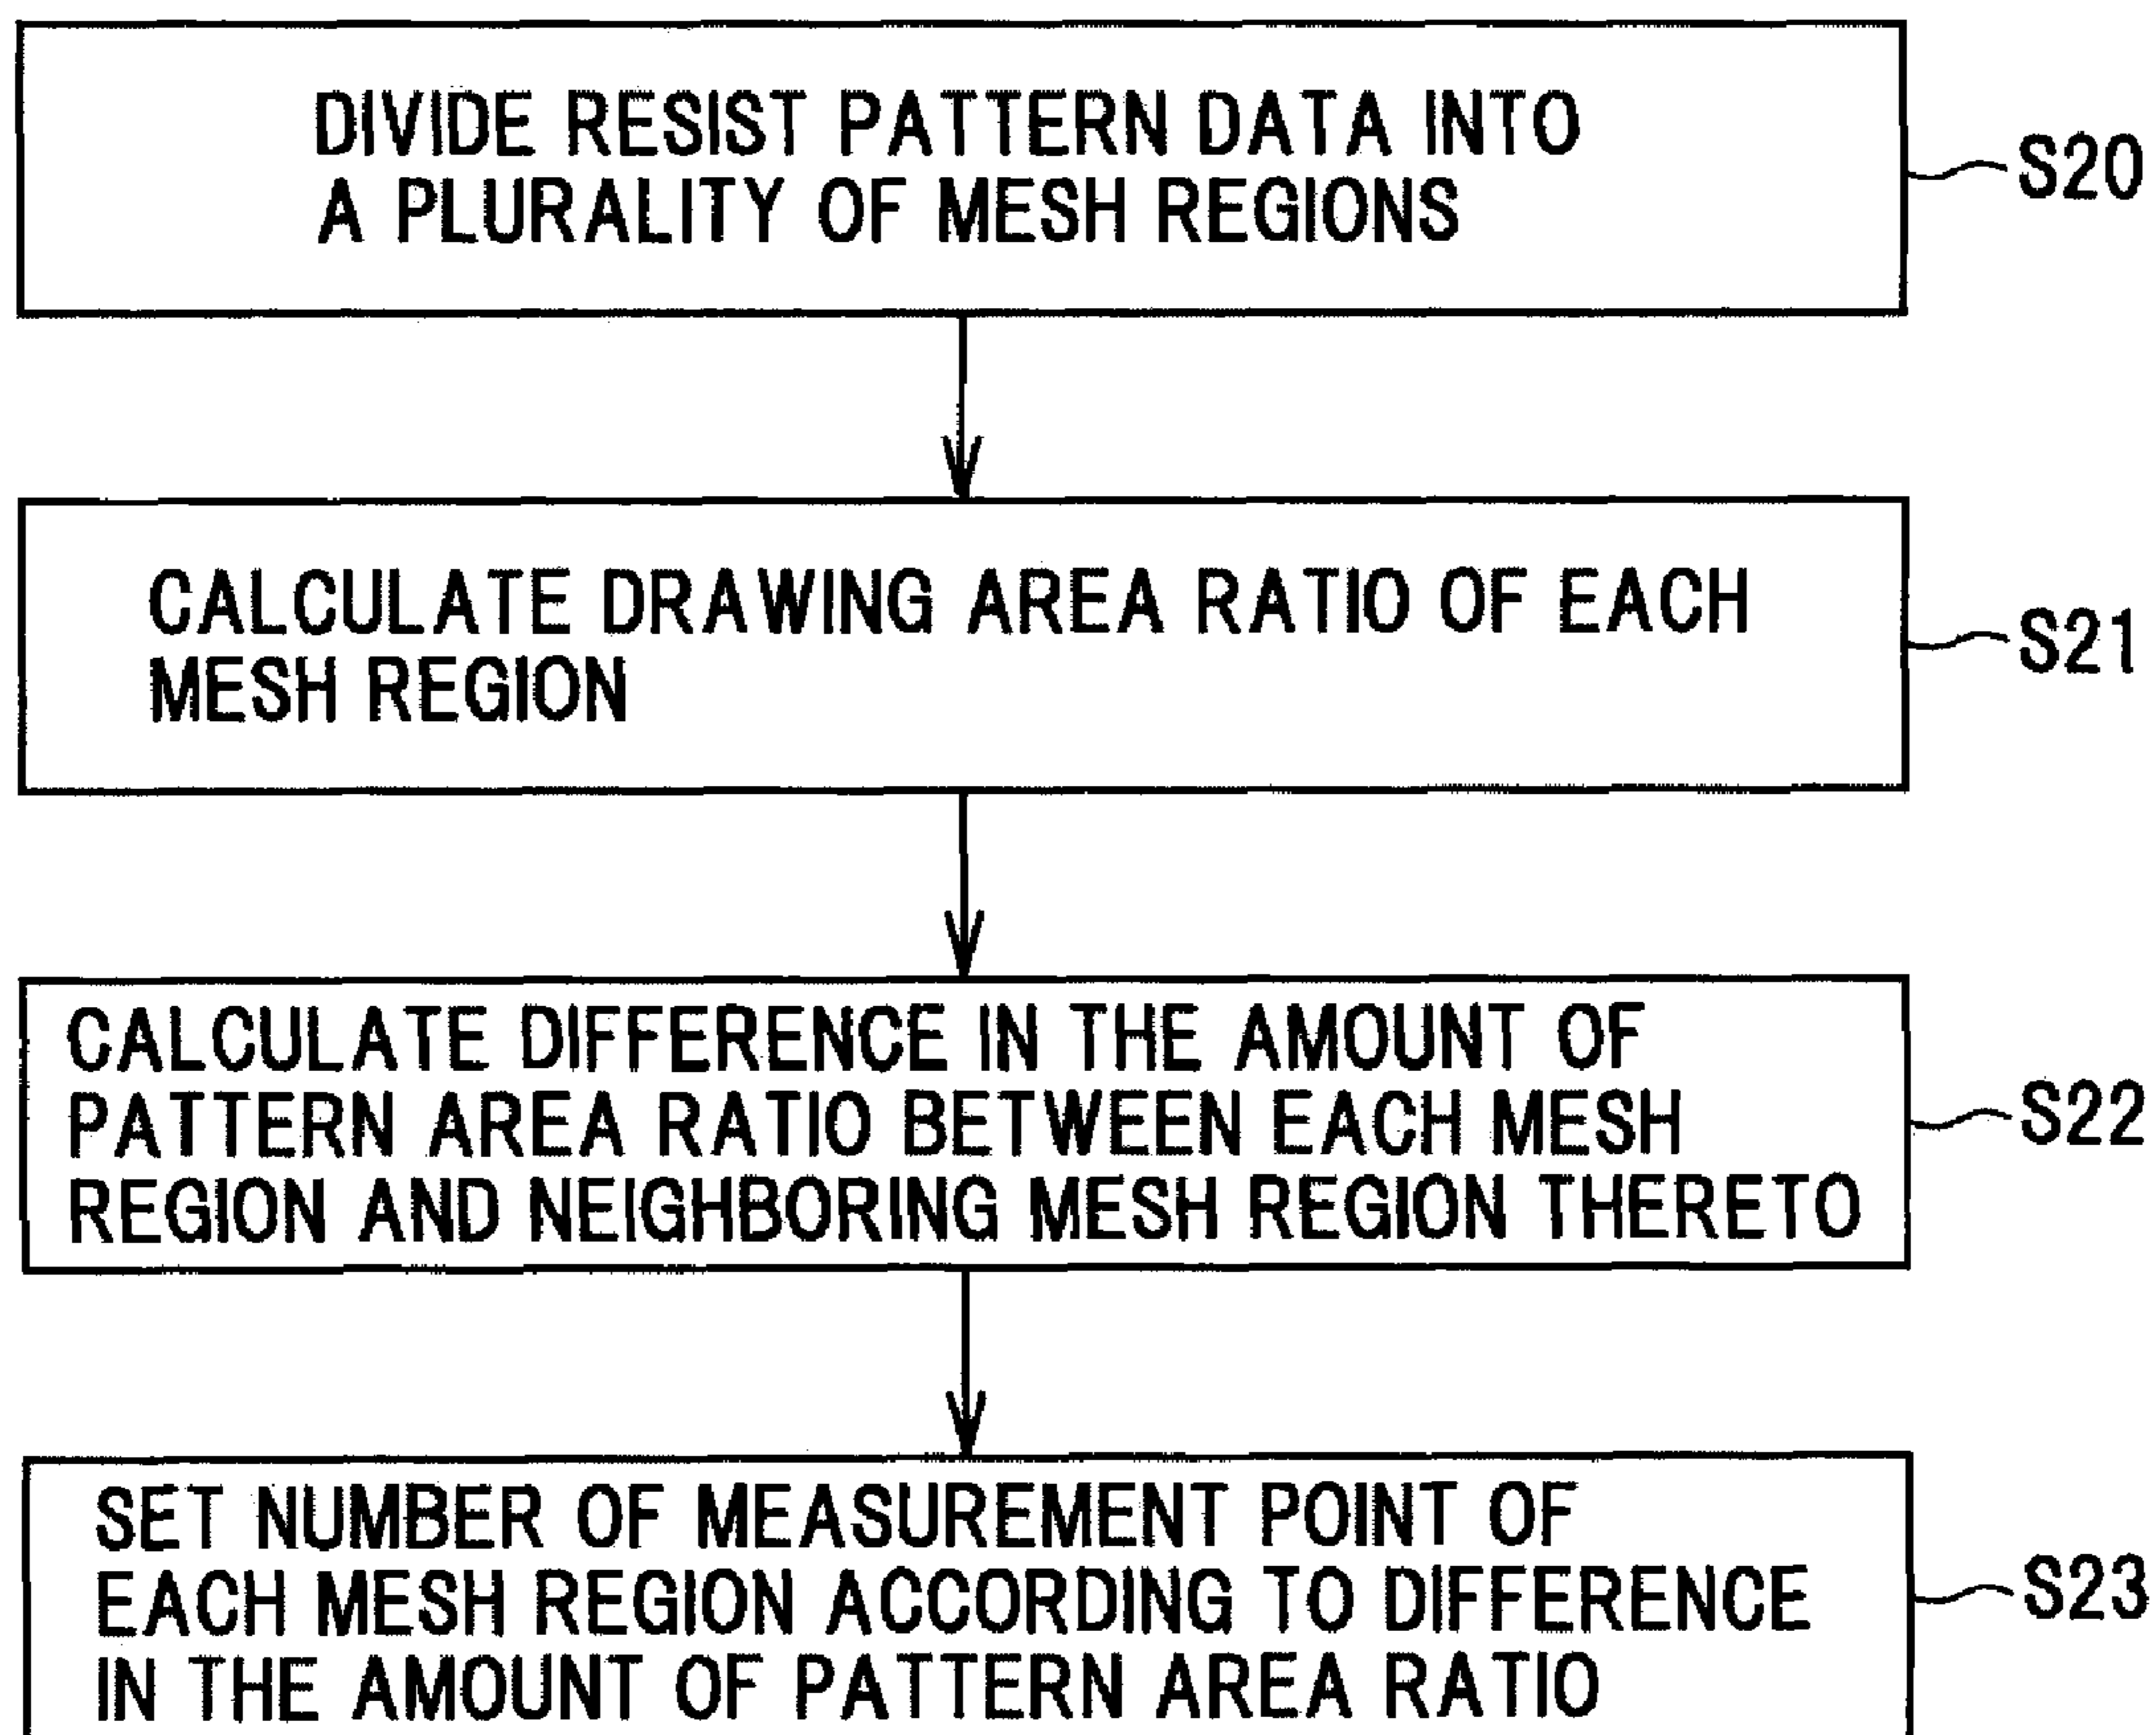 DIVIDE RESIST PATTERN DATA INTO
A PLURALITY OF MESH REGIONS
S20
CALCULATE DRAWING AREA RATIO OF EACH
MESH REGION
S21
CALCULATE DIFFERENCE IN THE AMOUNT OF
PATTERN AREA RATIO BETWEEN EACH MESH
REGION AND NEIGHBORING MESH REGION THERETO
S22
SET NUMBER OF MEASUREMENT POINT OF
EACH MESH REGION ACCORDING TO DIFFERENCE
IN THE AMOUNT OF PATTERN AREA RATIO
S23